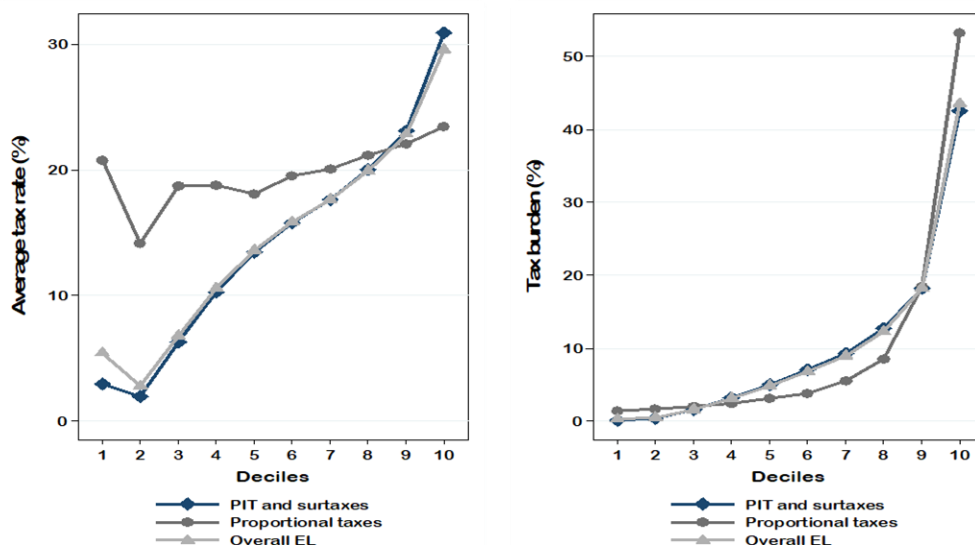 Average tax rate (%)
30
20
10
0
1 2 3 4 5 6 7 8 9 10
Deciles
PIT and surtaxes
Proportional taxes
Overall EL
Tax burden (%)
50
40
30
20
10
0
1 2 3 4 5 6 7 8 9 10
Deciles
PIT and surtaxes
Proportional taxes
Overall EL